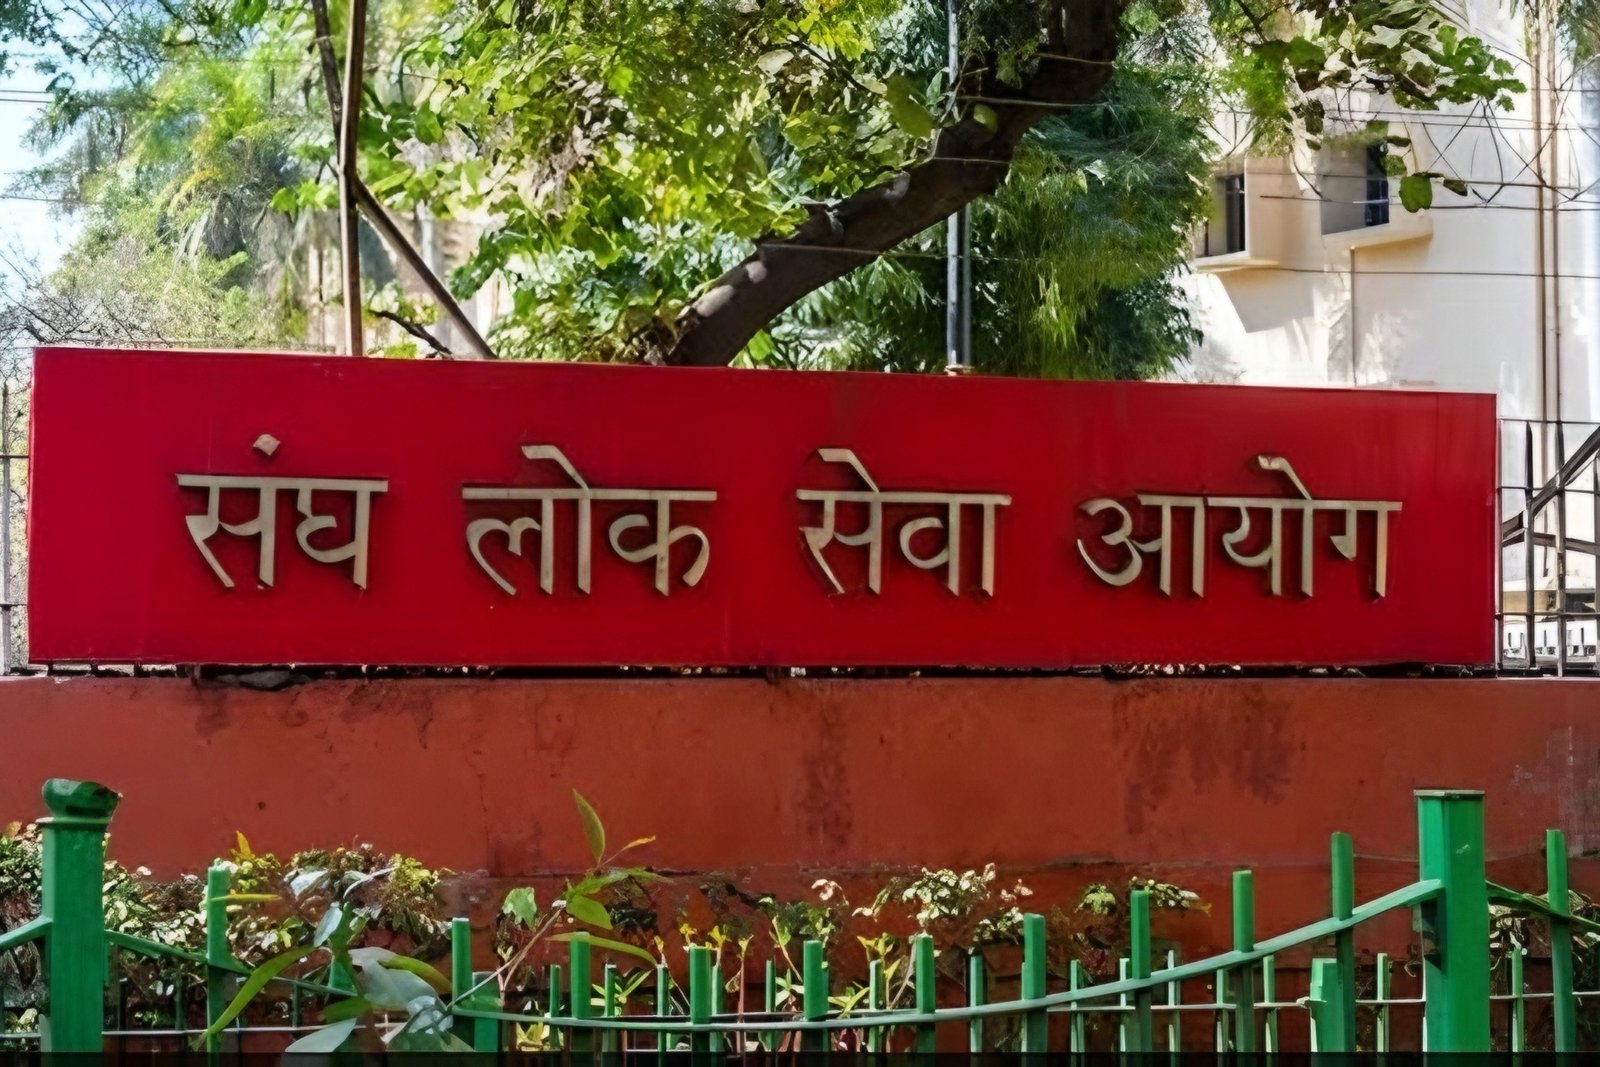 संघ लोक सेवा आयोग